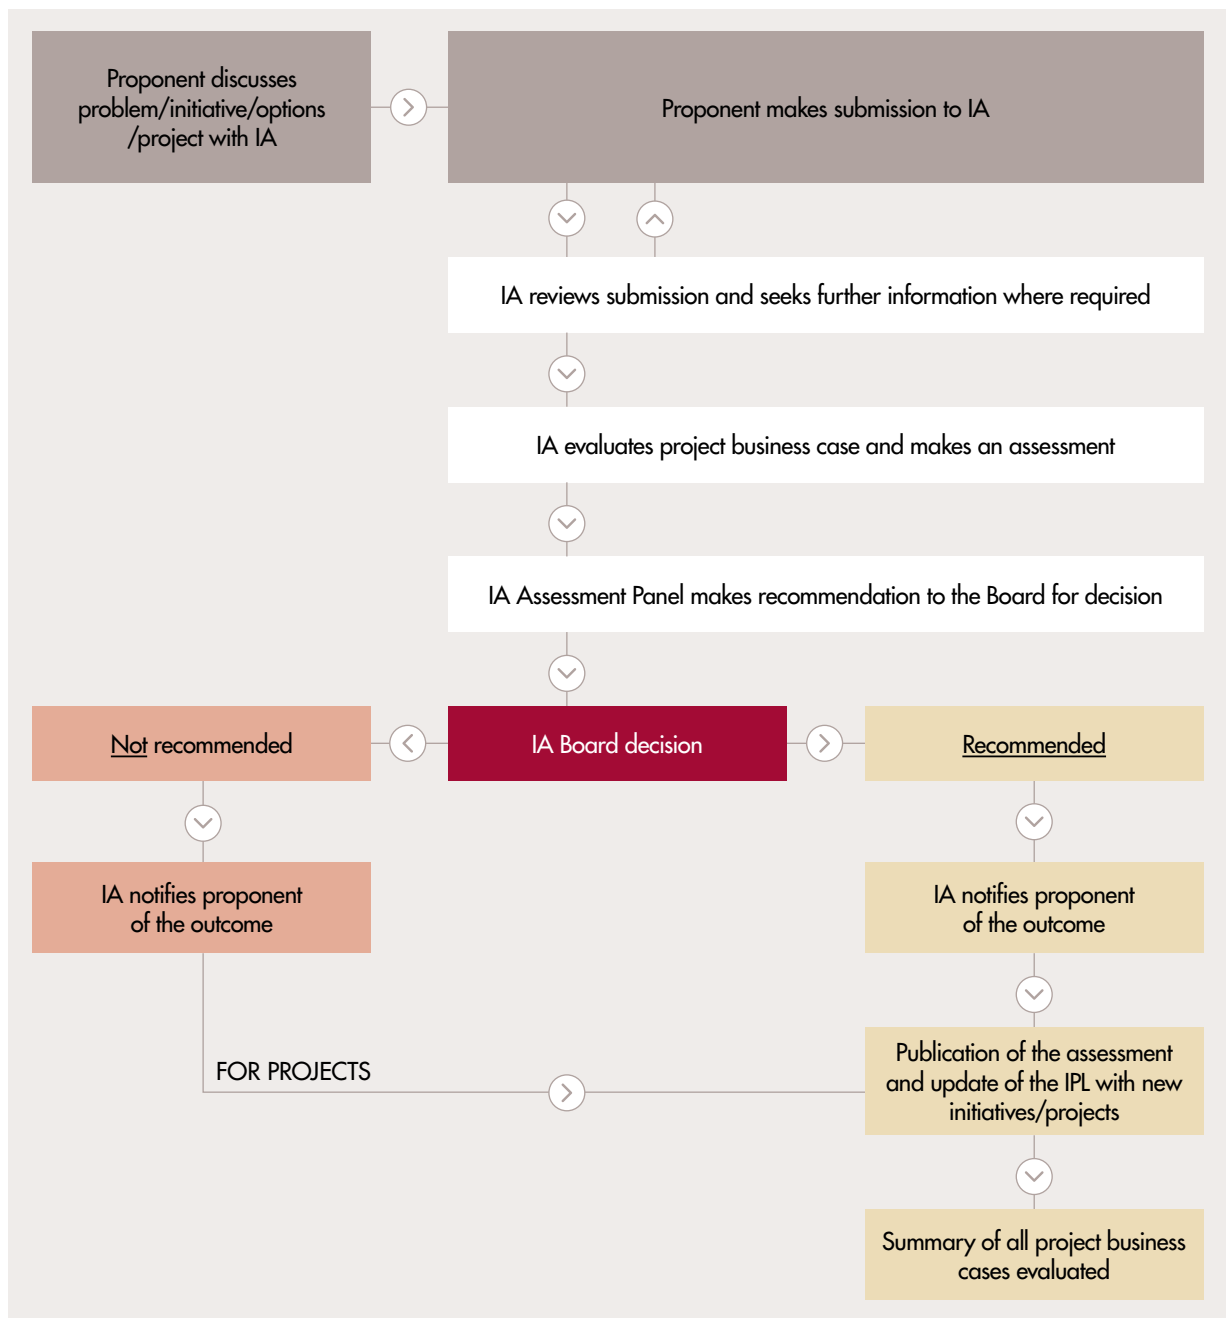 Proponent discusses
problem/initiative/options
/project with IA
Proponent makes submission to IA
IA reviews submission and seeks further information where required
IA evaluates project business case and makes an assessment
IA Assessment Panel makes recommendation to the Board for decision
Not recommended
IA Board decision
Recommended
IA notifies proponent
of the outcome
IA notifies proponent
of the outcome
FOR PROJECTS
Publication of the assessment
and update of the IPL with new
initiatives/projects
Summary of all project business
cases evaluated